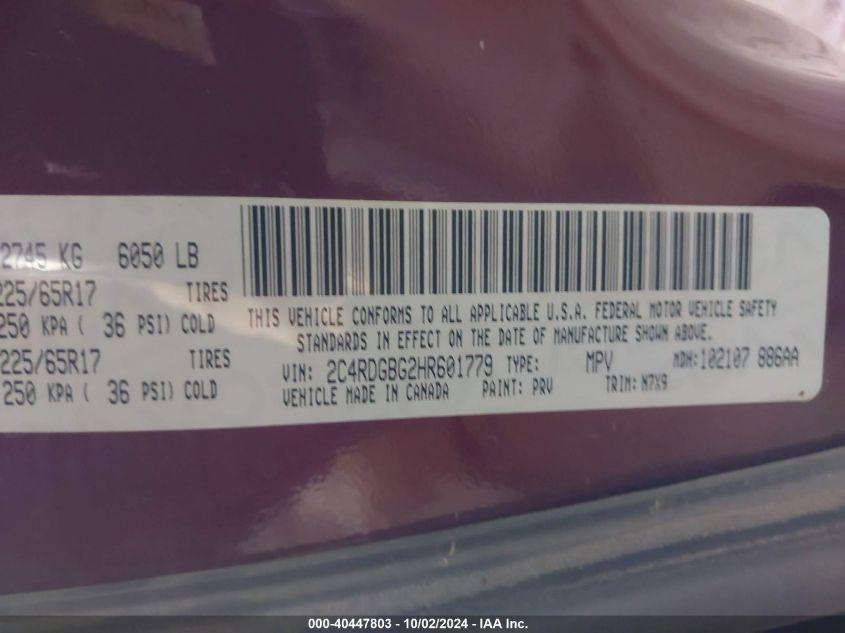 2745 KG 6050 LB
225/65R17 TIRES
250 KPA ( 36 PSI) COLD
225/65R17 TIRES
250 KPA ( 36 PSI) COLD
THIS VEHICLE CONFORMS TO ALL APPLICABLE U.S.A. FEDERAL MOTOR VEHICLE SAFETY
STANDARDS IN EFFECT ON THE DATE OF MANUFACTURE SHOWN ABOVE.
VIN: 2C4RDGBG2HR601779 TYPE: MPV MDH:102107 886AA
VEHICLE MADE IN CANADA PAINT: PRV TRIM: N7X9
000-40447803 - 10/02/2024 - IAA Inc.